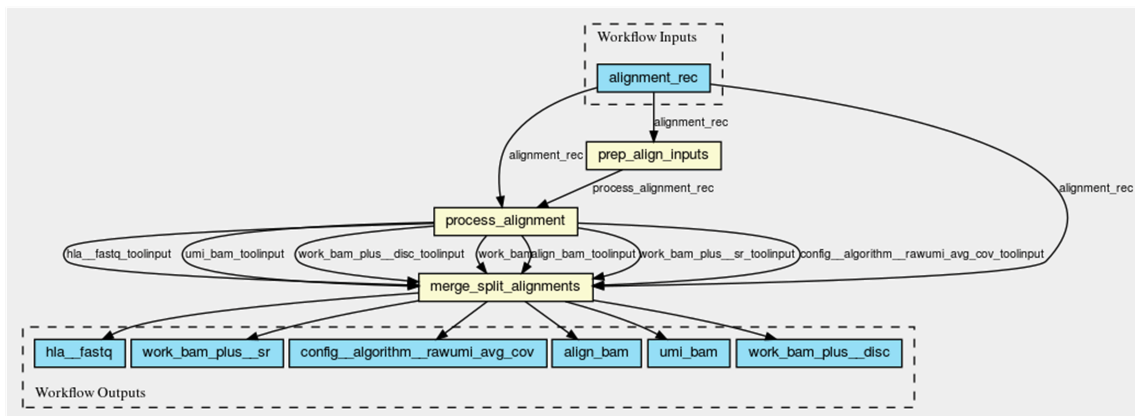 Workflow Inputs
alignment_rec
alignment_rec
prep_align_inputs
alignment_rec
process_alignment_rec
alignment_rec
process_alignment
hla__fastq_toolinput
umi_bam_toolinput
work_bam_plus__disc_toolinput
work_bam
align_bam_toolinput
work_bam_plus__sr_toolinput
config__algorithm__rawumi_avg_cov_toolinput
merge_split_alignments
hla__fastq
work_bam_plus__sr
config__algorithm__rawumi_avg_cov
align_bam
umi_bam
work_bam_plus__disc
Workflow Outputs